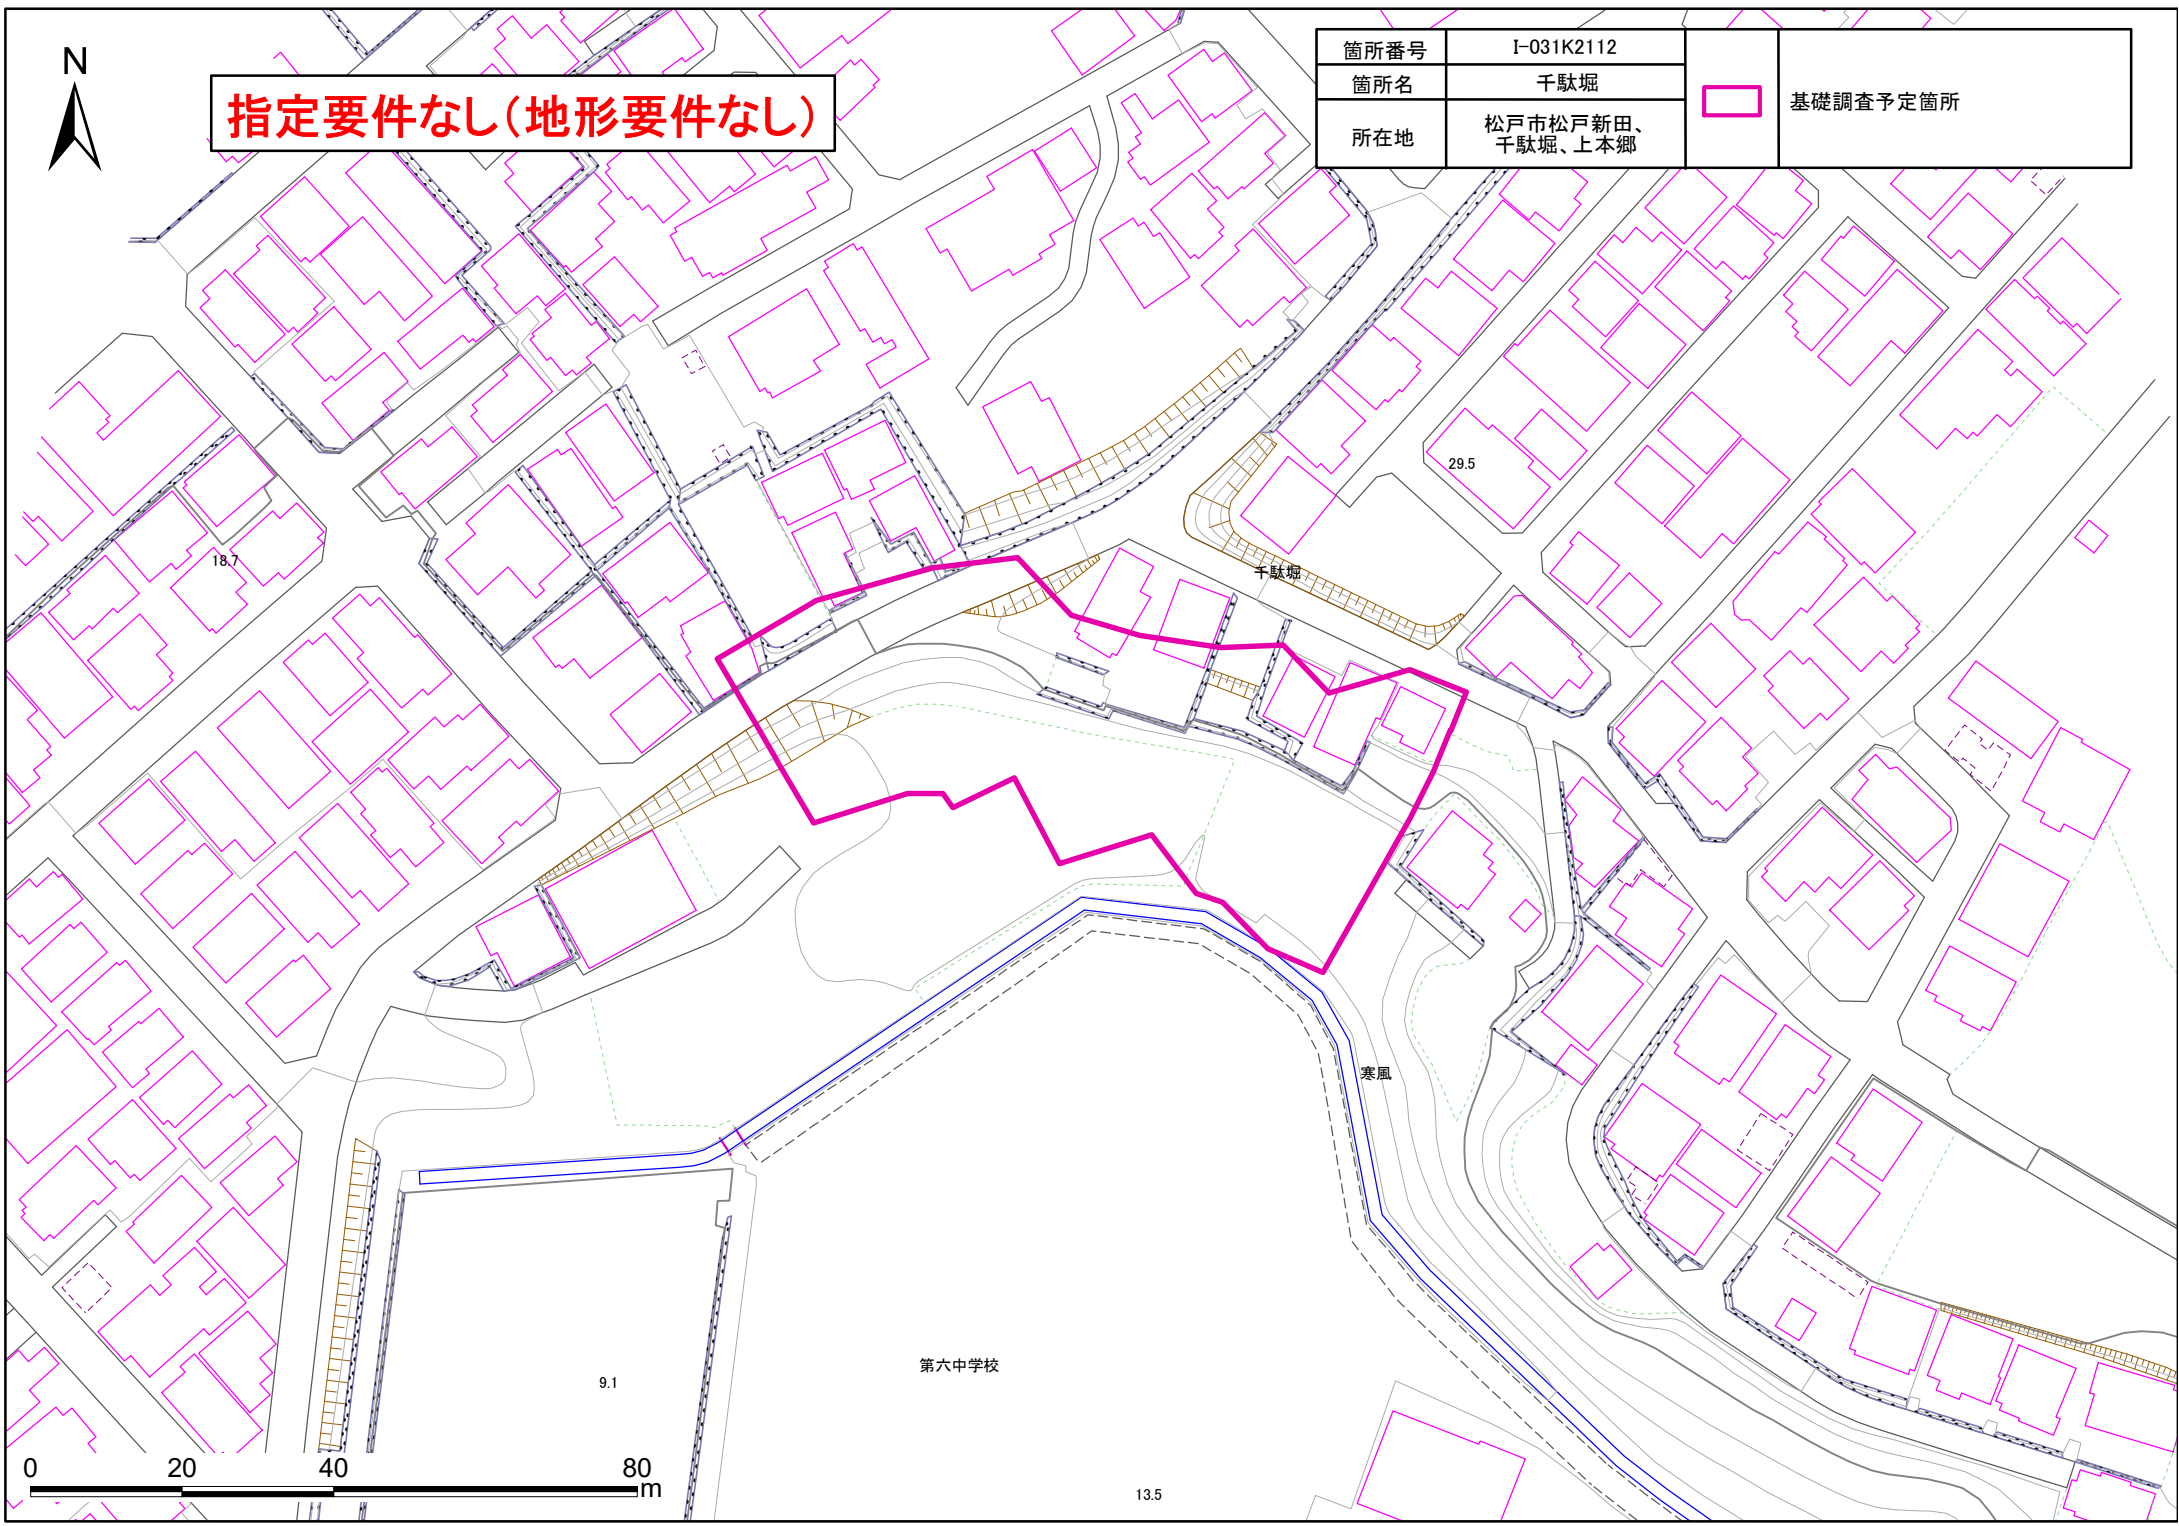 N
指定要件なし(地形要件なし)
箇所番号 I-031K2112
箇所名 千駄堀
所在地 松戸市松戸新田、
千駄堀、上本郷
基礎調査予定箇所
29.5
18.7
千駄堀
寒風
第六中学校
9.1
13.5
0 20 40 80
m